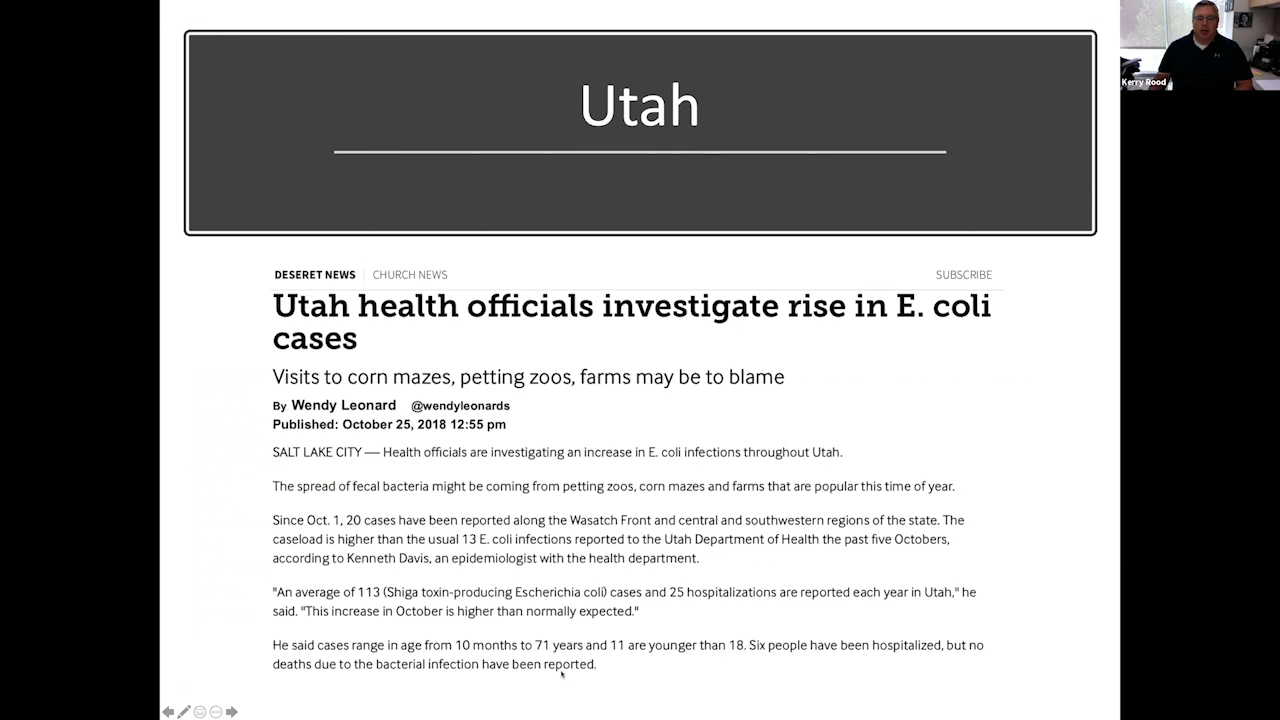 Utah
Kerry Rood
DESERET NEWS CHURCH NEWS SUBSCRIBE
Utah health officials investigate rise in E. coli
cases
Visits to corn mazes, petting zoos, farms may be to blame
By Wendy Leonard @wendyleonards
Published: October 25, 2018 12:55 pm
SALT LAKE CITY — Health officials are investigating an increase in E. coli infections throughout Utah.
The spread of fecal bacteria might be coming from petting zoos, corn mazes and farms that are popular this time of year.
Since Oct. 1, 20 cases have been reported along the Wasatch Front and central and southwestern regions of the state. The
caseload is higher than the usual 13 E. coli infections reported to the Utah Department of Health the past five Octobers,
according to Kenneth Davis, an epidemiologist with the health department.
"An average of 113 (Shiga toxin-producing Escherichia coli) cases and 25 hospitalizations are reported each year in Utah," he
said. "This increase in October is higher than normally expected."
He said cases range in age from 10 months to 71 years and 11 are younger than 18. Six people have been hospitalized, but no
deaths due to the bacterial infection have been reported.